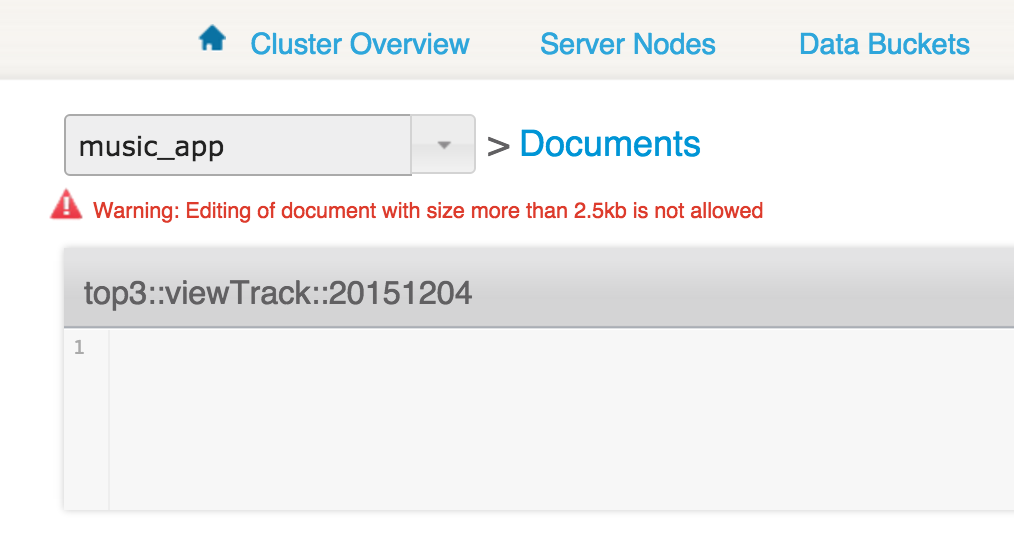 Cluster Overview Server Nodes Data Buckets
music_app > Documents
Warning: Editing of document with size more than 2.5kb is not allowed
top3::viewTrack::20151204
1